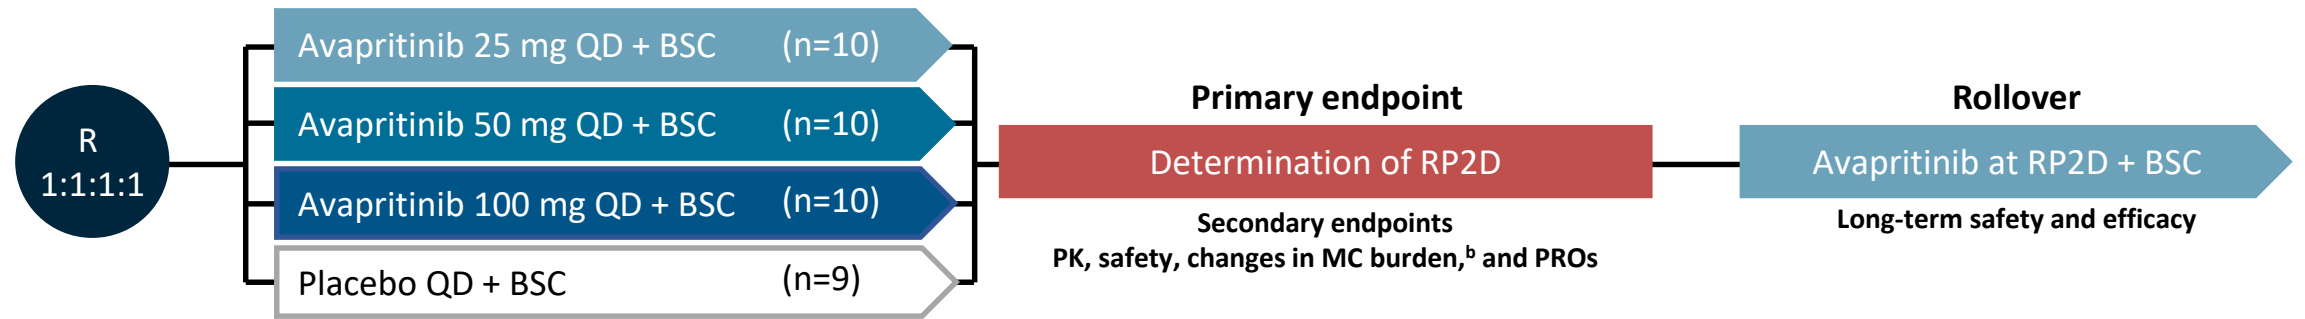 R
1:1:1:1
Avapritinib 25 mg QD + BSC (n=10)
Avapritinib 50 mg QD + BSC (n=10)
Avapritinib 100 mg QD + BSC (n=10)
Placebo QD + BSC (n=9)
Primary endpoint
Determination of RP2D
Secondary endpoints
PK, safety, changes in MC burden,ᵇ and PROs
Rollover
Avapritinib at RP2D + BSC
Long-term safety and efficacy